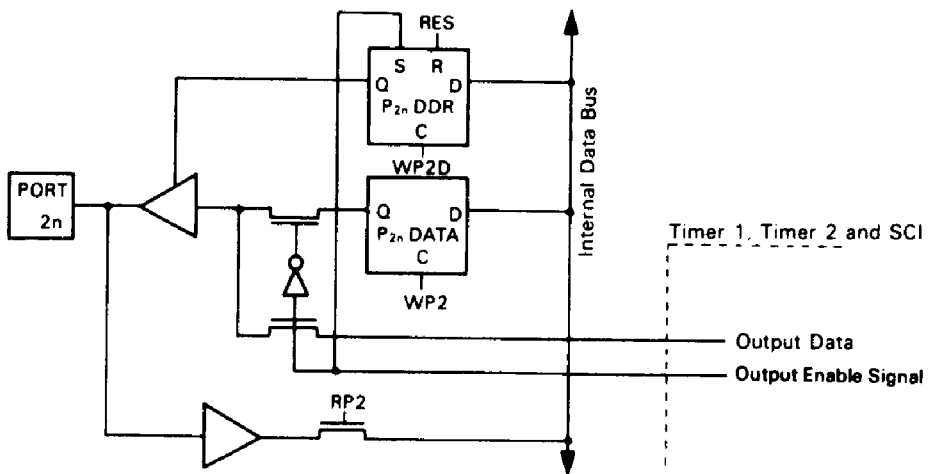 RES
S R
Q D
P2n DDR
C
WP2D
PORT
2n
Q D
P2n DATA
C
WP2
Internal Data Bus
Timer 1, Timer 2 and SCI
Output Data
Output Enable Signal
RP2